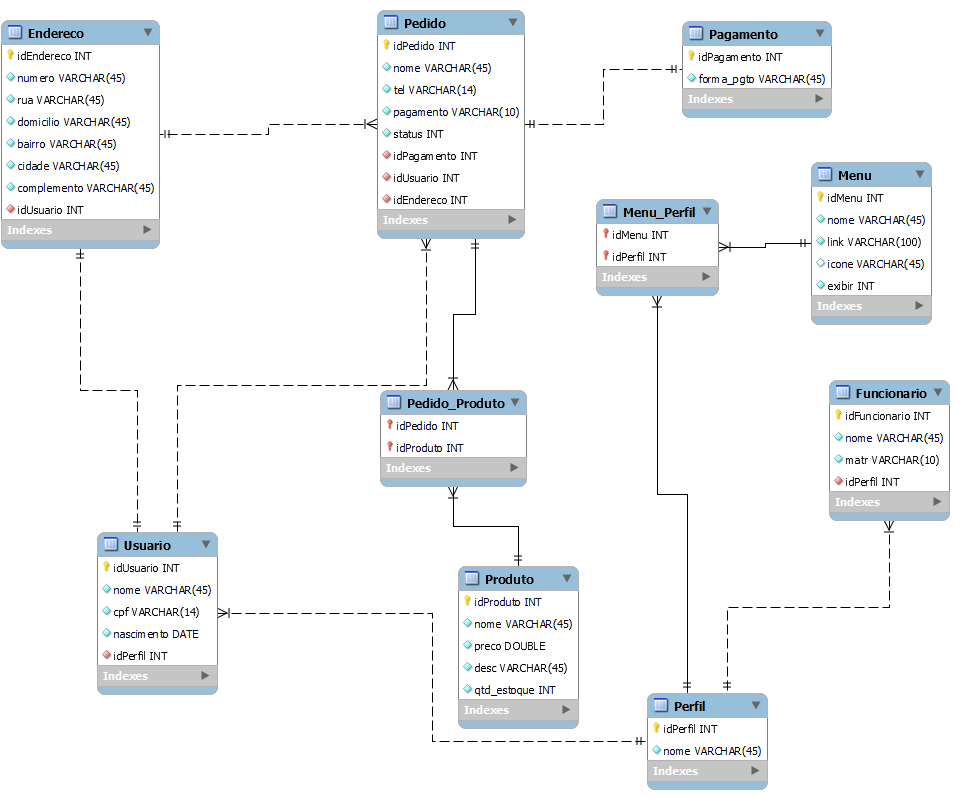 Endereco
idEndereco INT
numero VARCHAR(45)
rua VARCHAR(45)
domicilio VARCHAR(45)
bairro VARCHAR(45)
cidade VARCHAR(45)
complemento VARCHAR(45)
idUsuario INT
Indexes
Pedido
idPedido INT
nome VARCHAR(45)
tel VARCHAR(14)
pagamento VARCHAR(10)
status INT
idPagamento INT
idUsuario INT
idEndereco INT
Indexes
Pagamento
idPagamento INT
forma_pgto VARCHAR(45)
Indexes
Menu_Perfil
idMenu INT
idPerfil INT
Indexes
Menu
idMenu INT
nome VARCHAR(45)
link VARCHAR(100)
icone VARCHAR(45)
exibir INT
Indexes
Pedido_Produto
idPedido INT
idProduto INT
Indexes
Funcionario
idFuncionario INT
nome VARCHAR(45)
matr VARCHAR(10)
idPerfil INT
Indexes
Usuario
idUsuario INT
nome VARCHAR(45)
cpf VARCHAR(14)
nascimento DATE
idPerfil INT
Indexes
Produto
idProduto INT
nome VARCHAR(45)
preco DOUBLE
desc VARCHAR(45)
qtd_estoque INT
Indexes
Perfil
idPerfil INT
nome VARCHAR(45)
Indexes